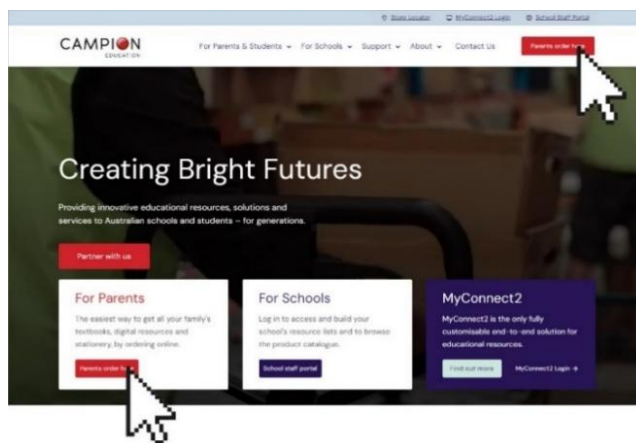 Store Locator MyConnect2 Login School Staff Portal
CAMPION
EDUCATION
For Parents & Students For Schools Support About Contact Us Parents order here
Creating Bright Futures
Providing innovative educational resources, solutions and
services to Australian schools and students – for generations.
Partner with us
For Parents
The easiest way to get all your family's
textbooks, digital resources and
stationery, by ordering online.
Parents order here
For Schools
Log in to access and build your
school's resource lists and to browse
the product catalogue.
School staff portal
MyConnect2
MyConnect2 is the only fully
customisable end-to-end solution for
educational resources.
Find out more MyConnect2 Login →